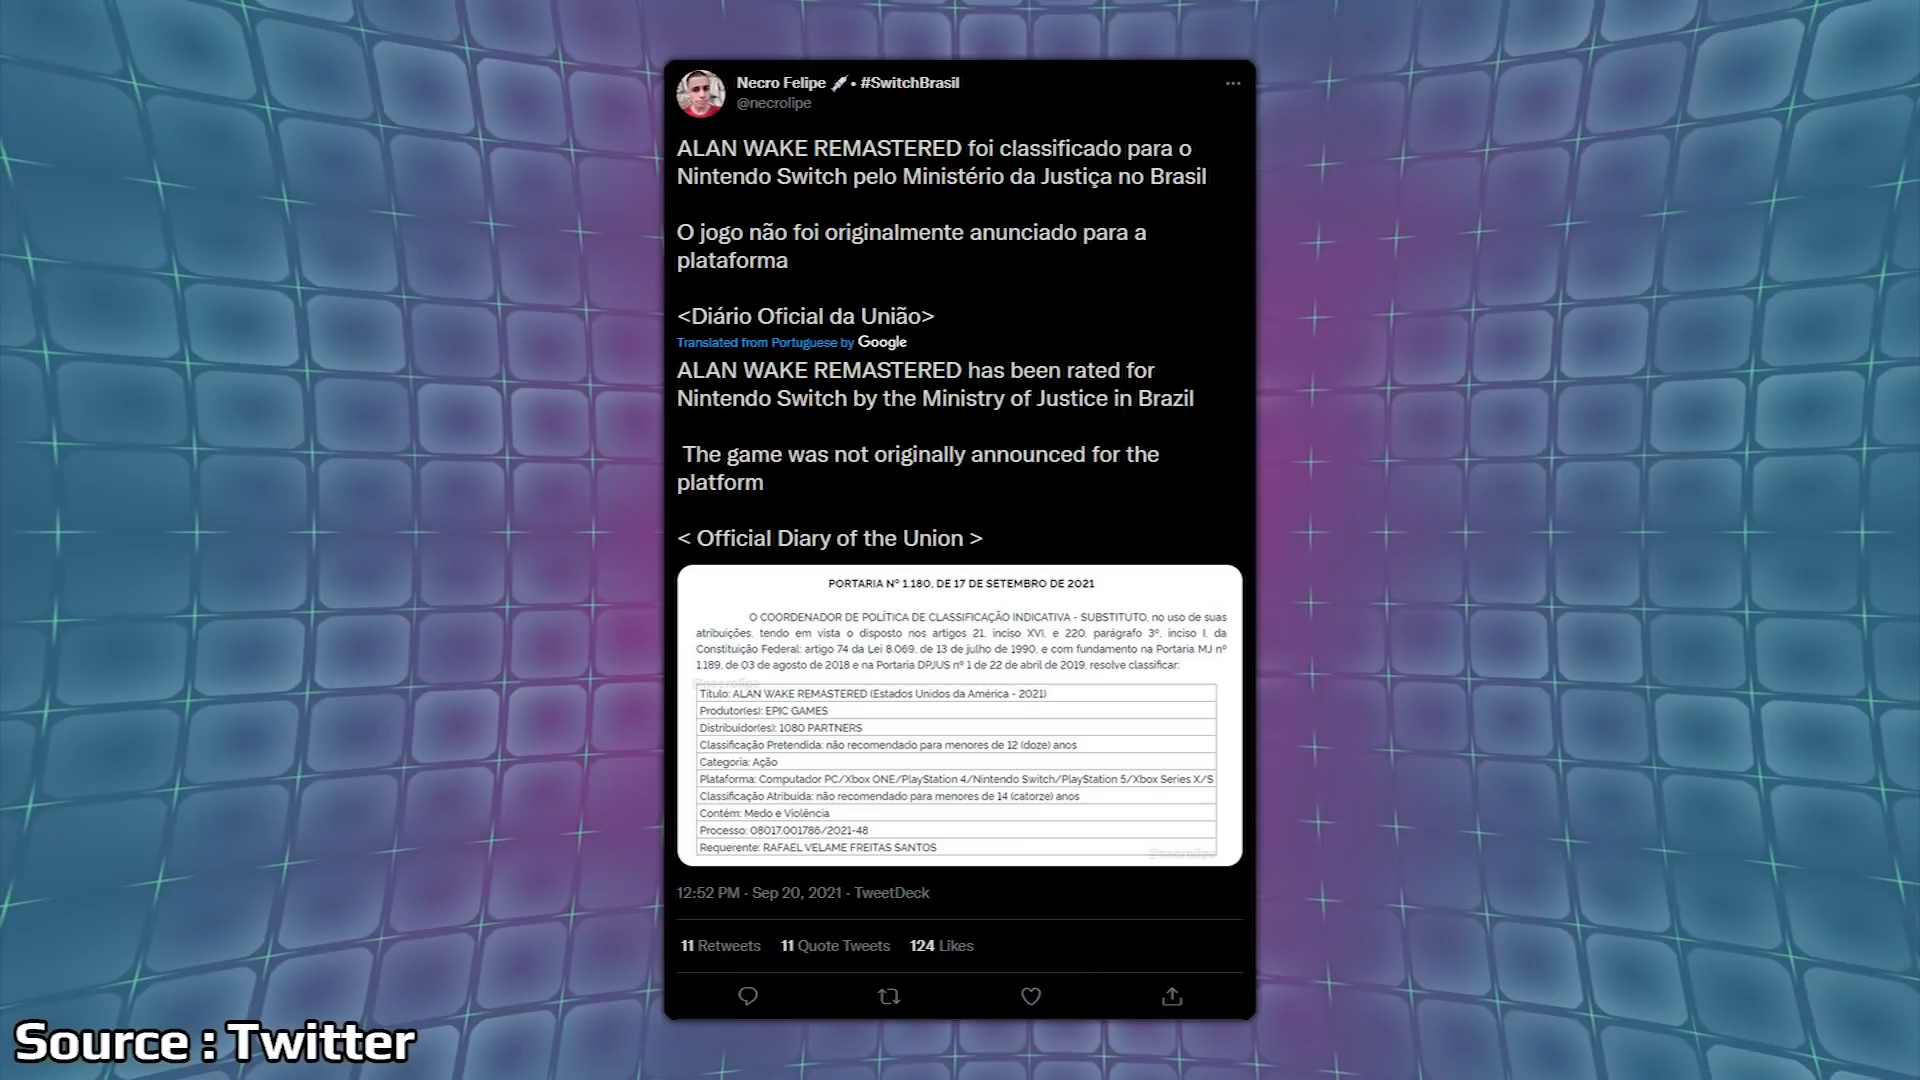 Necro Felipe • #SwitchBrasil
@necrolipe
ALAN WAKE REMASTERED foi classificado para o
Nintendo Switch pelo Ministério da Justiça no Brasil
O jogo não foi originalmente anunciado para a
plataforma
<Diário Oficial da União>
Translated from Portuguese by Google
ALAN WAKE REMASTERED has been rated for
Nintendo Switch by the Ministry of Justice in Brazil
The game was not originally announced for the
platform
< Official Diary of the Union >
PORTARIA Nº 1.180, DE 17 DE SETEMBRO DE 2021
O COORDENADOR DE POLÍTICA DE CLASSIFICAÇÃO INDICATIVA - SUBSTITUTO, no uso de suas
atribuições, tendo em vista o disposto nos artigos 21, inciso XVI, e 220, parágrafo 3º, inciso I, da
Constituição Federal; artigo 74 da Lei 8.069, de 13 de julho de 1990, e com fundamento na Portaria MJ nº
1.189, de 03 de agosto de 2018 e na Portaria DPJUS nº 1 de 22 de abril de 2019, resolve classificar:
@necrolipe
Título: ALAN WAKE REMASTERED (Estados Unidos da América - 2021)
Produtor(es): EPIC GAMES
Distribuidor(es): 1080 PARTNERS
Classificação Pretendida: não recomendado para menores de 12 (doze) anos
Categoria: Ação
Plataforma: Computador PC/Xbox ONE/PlayStation 4/Nintendo Switch/PlayStation 5/Xbox Series X/S
Classificação Atribuída: não recomendado para menores de 14 (catorze) anos
Contém: Medo e Violência
Processo: 08017.001786/2021-48
Requerente: RAFAEL VELAME FREITAS SANTOS
@necrolipe
12:52 PM · Sep 20, 2021 · TweetDeck
11 Retweets 11 Quote Tweets 124 Likes
Source : Twitter